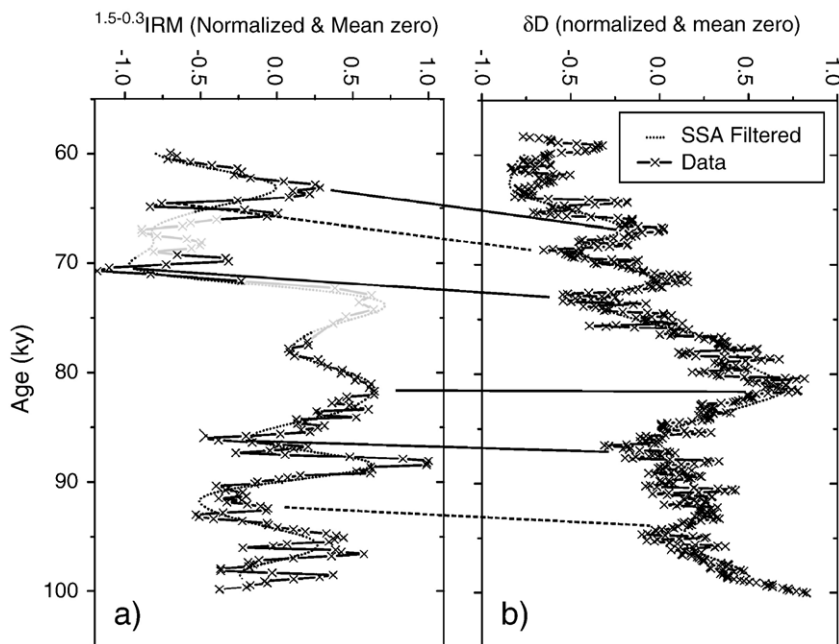 1.5-0.3IRM (Normalized & Mean zero)
δD (normalized & mean zero)
-1.0 -0.5 0.0 0.5 1.0
-1.0 -0.5 0.0 0.5 1.0
SSA Filtered
Data
60
70
80
90
100
Age (ky)
a)
b)